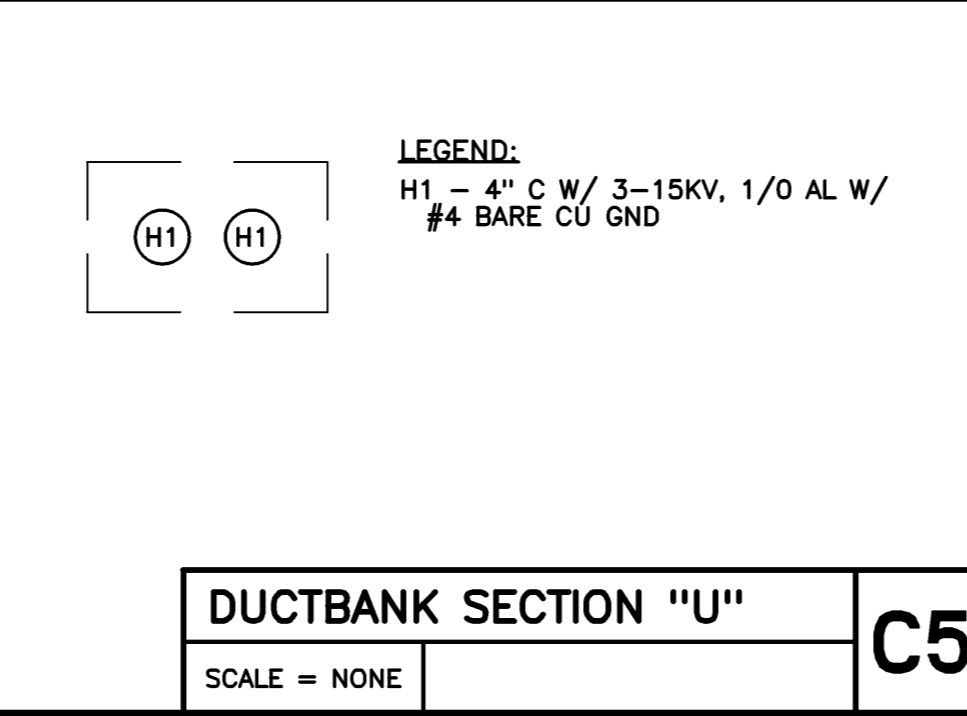 LEGEND:
H1 – 4" C W/ 3–15KV, 1/0 AL W/
#4 BARE CU GND
H1 H1
DUCTBANK SECTION "U"
C5
SCALE = NONE